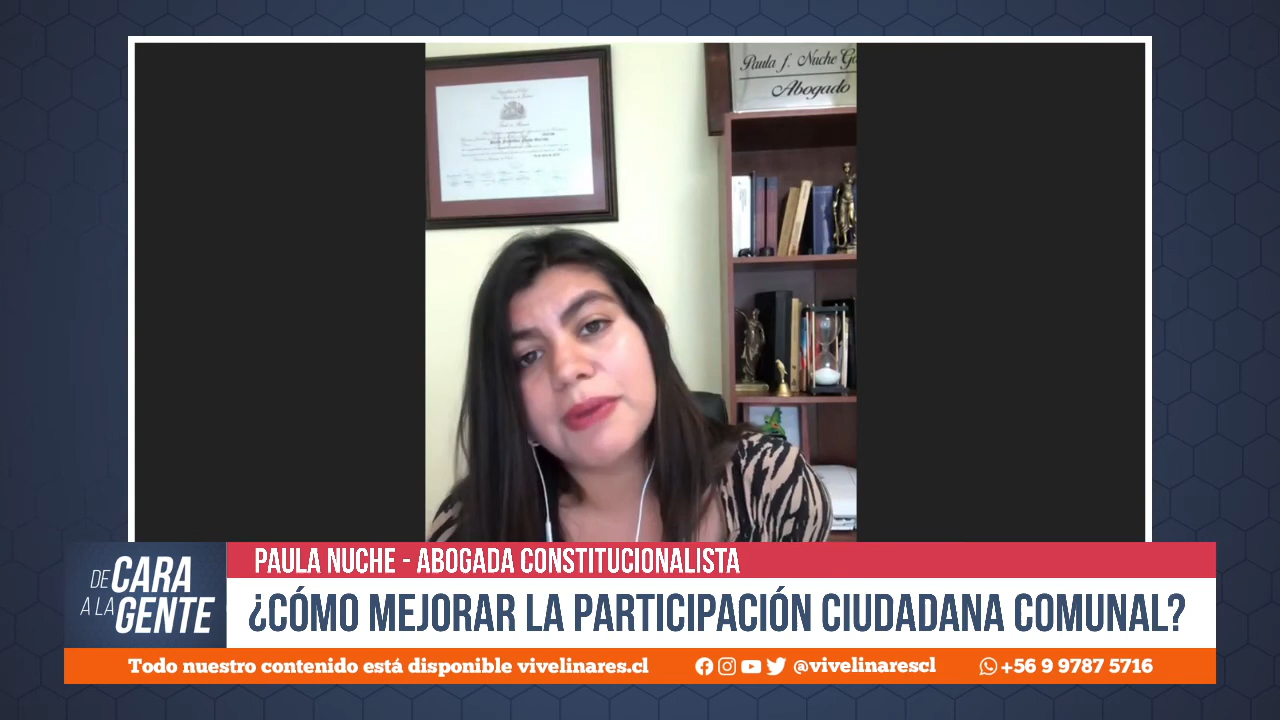 Paula f. Nuche Ga
Abogado
PAULA NUCHE - ABOGADA CONSTITUCIONALISTA
DE CARA
A LA GENTE
¿CÓMO MEJORAR LA PARTICIPACIÓN CIUDADANA COMUNAL?
Todo nuestro contenido está disponible vivelinares.cl
@vivelinarescl
+56 9 9787 5716